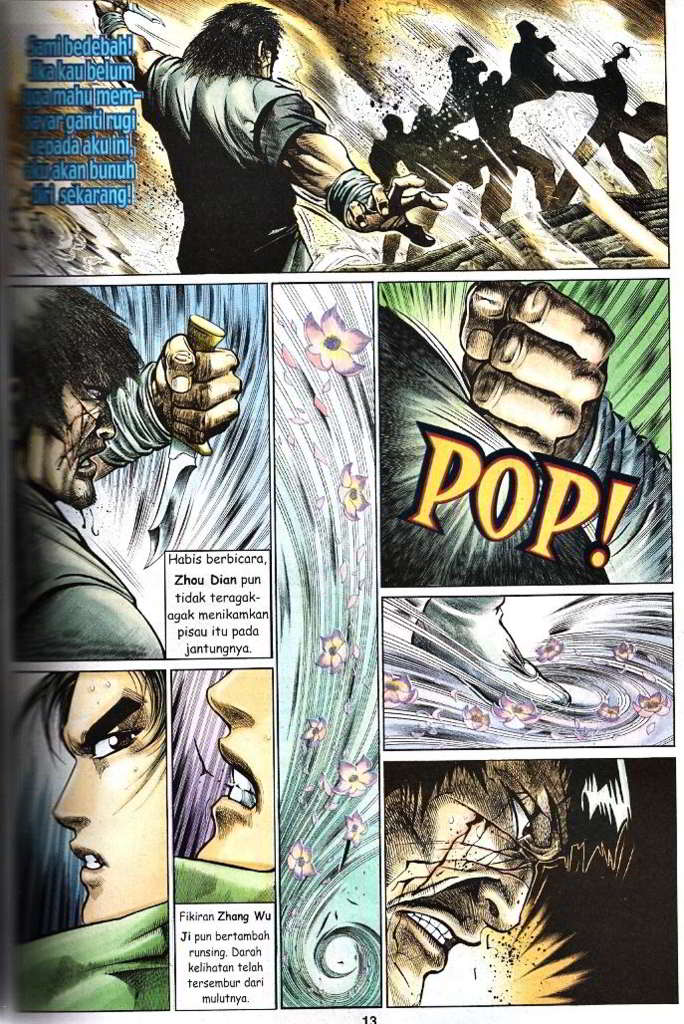 Sami bedebah!
Jika kau belum
juga mahu mem-
bayar ganti rugi
kepada aku ini,
aku akan bunuh
diri sekarang!
Habis berbicara,
Zhou Dian pun
tidak teragak-
agak menikamkan
pisau itu pada
jantungnya.
POP!
Fikiran Zhang Wu
Ji pun bertambah
runsing. Darah
kelihatan telah
tersembur dari
mulutnya.
13